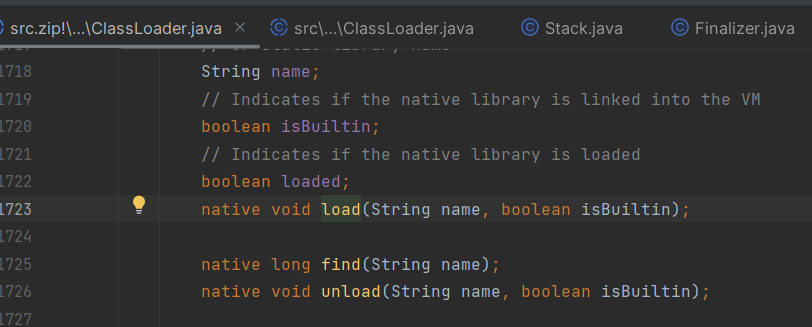 src.zip!\...\ClassLoader.java
src\...\ClassLoader.java
Stack.java
Finalizer.java
1718 String name;
1719 // Indicates if the native library is linked into the VM
1720 boolean isBuiltin;
1721 // Indicates if the native library is loaded
1722 boolean loaded;
1723 native void load(String name, boolean isBuiltin);
1724
1725 native long find(String name);
1726 native void unload(String name, boolean isBuiltin);
1727